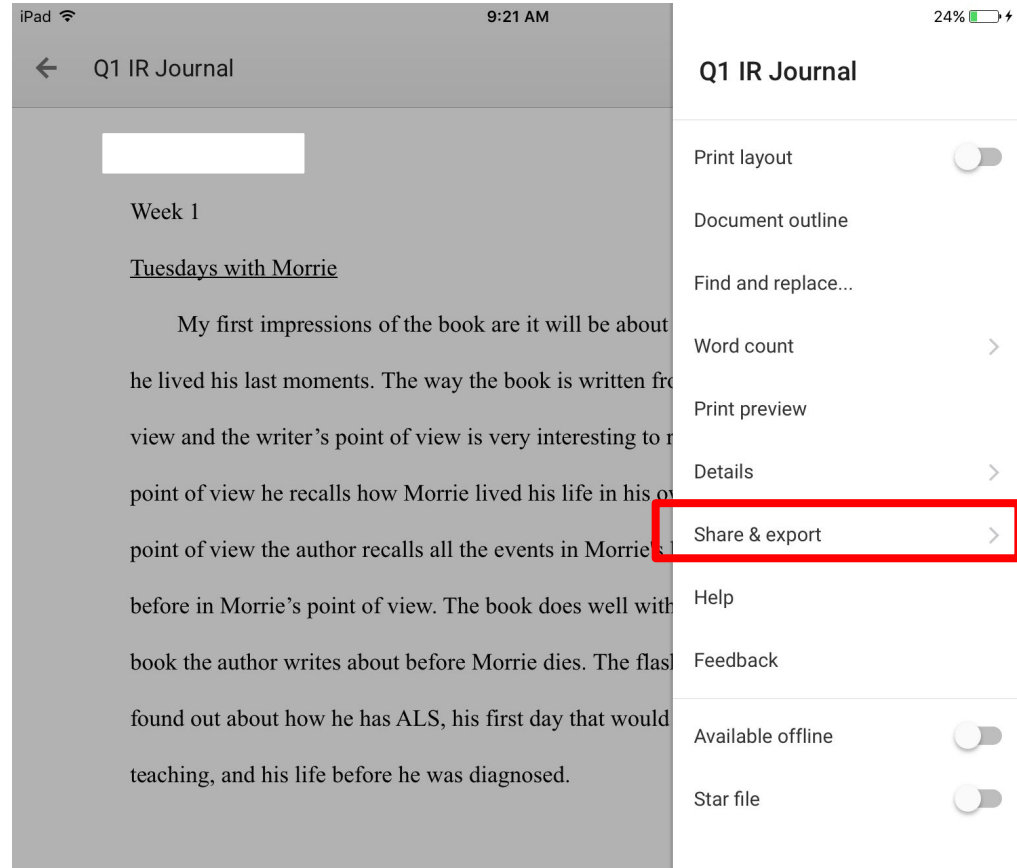 iPad
9:21 AM
24%
Q1 IR Journal
Week 1
Tuesdays with Morrie
My first impressions of the book are it will be about
he lived his last moments. The way the book is written
view and the writer's point of view is very interesting to
point of view he recalls how Morrie lived his life in his
point of view the author recalls all the events in Morrie's
before in Morrie's point of view. The book does well with
book the author writes about before Morrie dies. The
found out about how he has ALS, his first day that would
teaching, and his life before he was diagnosed.
Q1 IR Journal
Print layout
Document outline
Find and replace...
Word count
Print preview
Details
Share & export
Help
Feedback
Available offline
Star file